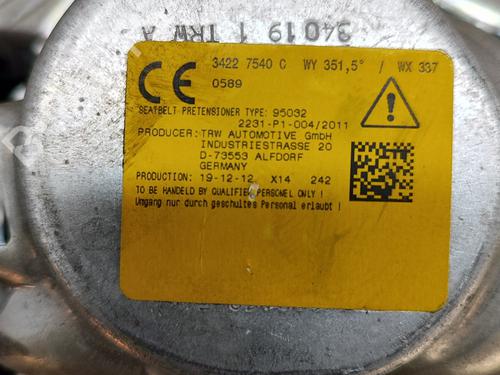 34019 1 TRW A
CE 3422 7540 C WY 351,5° / WX 337
0589
SEATBELT PRETENSIONER TYPE: 95032
2231-P1-004/2011
PRODUCER: TRW AUTOMOTIVE GmbH
INDUSTRIESTRASSE 20
D-73553 ALFDORF
GERMANY
PRODUCTION: 19-12-12 X14 242
TO BE HANDELD BY QUALIFIED PERSONEL ONLY !
Umgang nur durch geschultes Personal erlaubt !